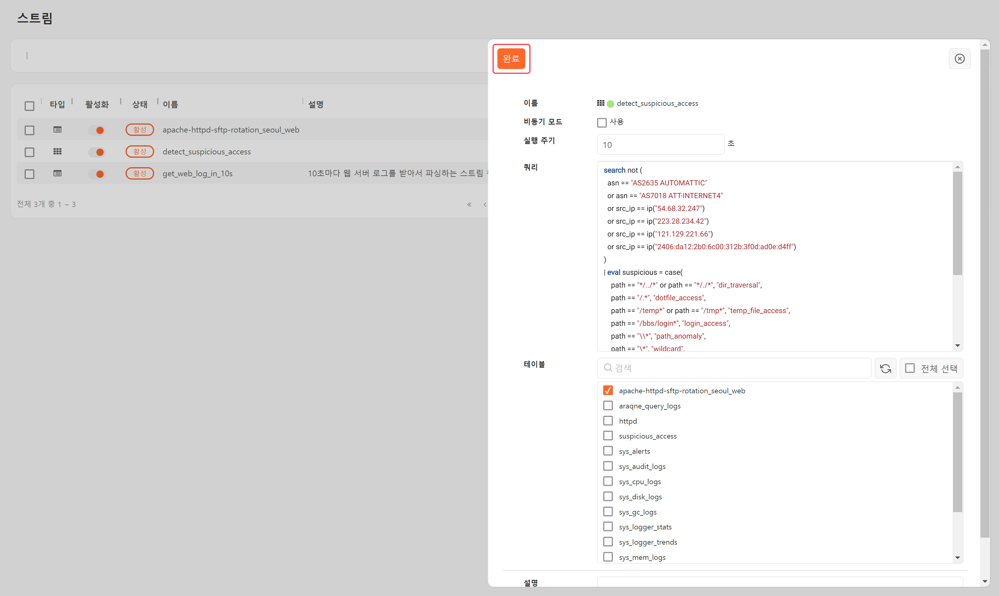 스트림
타입 활성화 상태 이름 설명
활성 apache-httpd-sftp-rotation_seoul_web
활성 detect_suspicious_access
활성 get_web_log_in_10s 10초마다 웹 서버 로그를 받아서 파싱하는 스트림
전체 3개 중 1 ~ 3 « ‹
완료
이름 detect_suspicious_access
비동기 모드 사용
실행 주기 10 초
쿼리
search not (
asn == "AS2635 AUTOMATTIC"
or asn == "AS7018 ATT-INTERNET4"
or src_ip == ip("54.68.32.247")
or src_ip == ip("223.28.234.42")
or src_ip == ip("121.129.221.66")
or src_ip == ip("2406:da12:2b0:6c00:312b:3f0d:ad0e:d4ff")
)
| eval suspicious = case(
path == "*/../*" or path == "*/./*", "dir_traversal",
path == "/.*", "dotfile_access",
path == "/temp*" or path == "/tmp*", "temp_file_access",
path == "/bbs/login*", "login_access",
path == "\\*", "path_anomaly",
path == "\*", "wildcard",
테이블 검색 전체 선택
apache-httpd-sftp-rotation_seoul_web
araqne_query_logs
httpd
suspicious_access
sys_alerts
sys_audit_logs
sys_cpu_logs
sys_disk_logs
sys_gc_logs
sys_logger_stats
sys_logger_trends
sys_mem_logs
설명